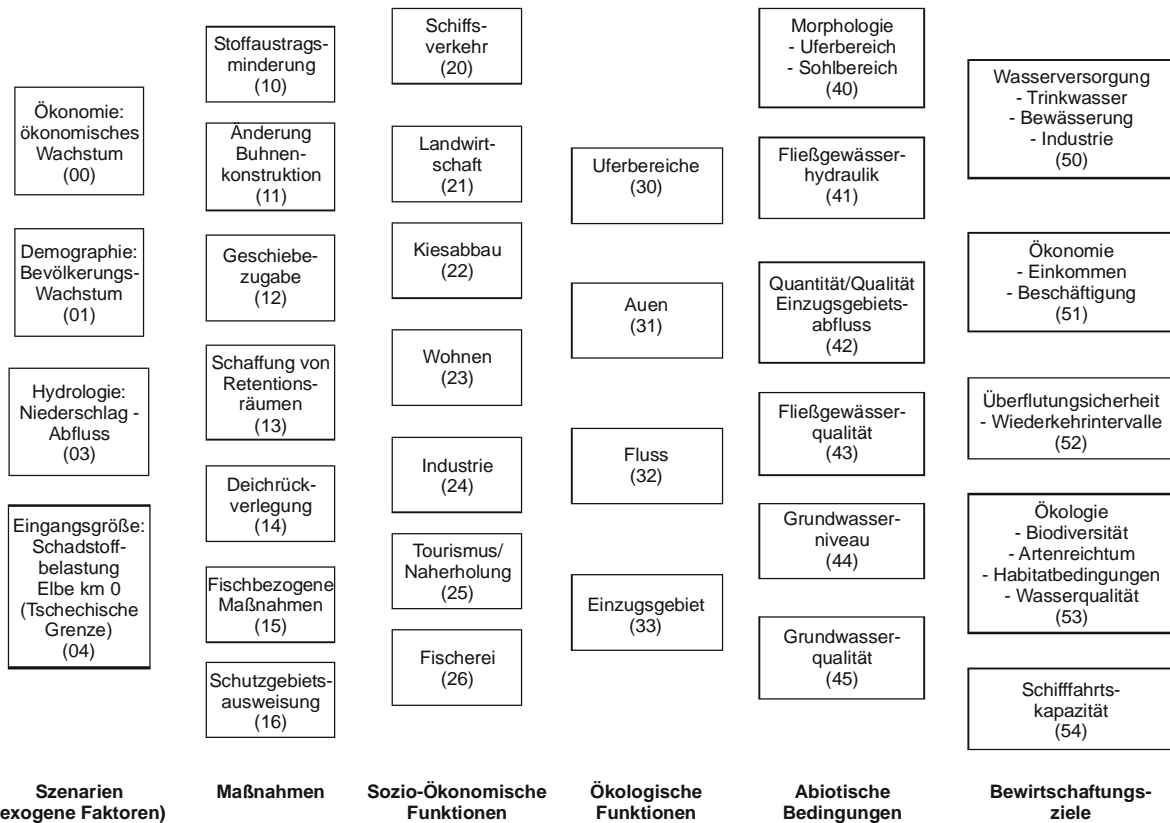 Ökonomie:
ökonomisches
Wachstum
(00)
Demographie:
Bevölkerungs-
Wachstum
(01)
Hydrologie:
Niederschlag -
Abfluss
(03)
Eingangsgröße:
Schadstoff-
belastung
Elbe km 0
(Tschechische
Grenze)
(04)
Szenarien
(exogene Faktoren)
Stoffaustrags-
minderung
(10)
Änderung
Buhnen-
konstruktion
(11)
Geschiebe-
zugabe
(12)
Schaffung von
Retentions-
räumen
(13)
Deichrück-
verlegung
(14)
Fischbezogene
Maßnahmen
(15)
Schutzgebiets-
ausweisung
(16)
Maßnahmen
Schiffs-
verkehr
(20)
Landwirt-
schaft
(21)
Kiesabbau
(22)
Wohnen
(23)
Industrie
(24)
Tourismus/
Naherholung
(25)
Fischerei
(26)
Sozio-Ökonomische
Funktionen
Uferbereiche
(30)
Auen
(31)
Fluss
(32)
Einzugsgebiet
(33)
Ökologische
Funktionen
Morphologie
- Uferbereich
- Sohlbereich
(40)
Fließgewässer-
hydraulik
(41)
Quantität/Qualität
Einzugsgebiets-
abfluss
(42)
Fließgewässer-
qualität
(43)
Grundwasser-
niveau
(44)
Grundwasser-
qualität
(45)
Abiotische
Bedingungen
Wasserversorgung
- Trinkwasser
- Bewässerung
- Industrie
(50)
Ökonomie
- Einkommen
- Beschäftigung
(51)
Überflutungsicherheit
- Wiederkehrintervalle
(52)
Ökologie
- Biodiversität
- Artenreichtum
- Habitatbedingungen
- Wasserqualität
(53)
Schifffahrts-
kapazität
(54)
Bewirtschaftungs-
ziele